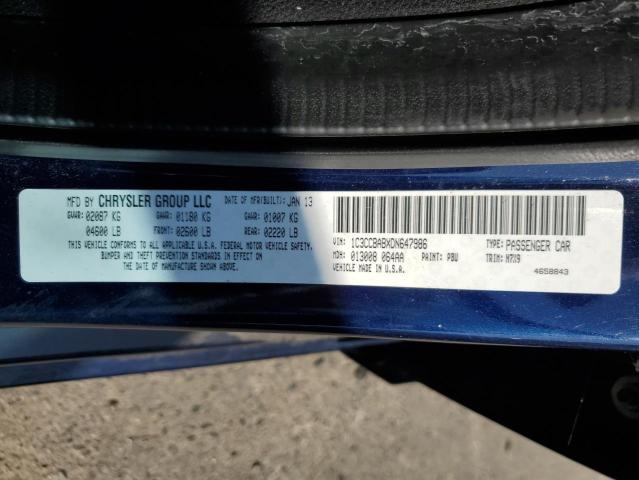 MFD BY CHRYSLER GROUP LLC DATE OF MFR(BUILT): JAN 13
GVWR: 02087 KG GAWR: 01180 KG GAWR: 01007 KG
04600 LB FRONT: 02600 LB REAR: 02220 LB
THIS VEHICLE CONFORMS TO ALL APPLICABLE U.S.A. FEDERAL MOTOR VEHICLE SAFETY,
BUMPER AND THEFT PREVENTION STANDARDS IN EFFECT ON
THE DATE OF MANUFACTURE SHOWN ABOVE.
VIN: 1C3CCBABXDN647986 TYPE: PASSENGER CAR
MDH: 013008 064AA PAINT: PBU TRIM: H7X9
VEHICLE MADE IN U.S.A.
4658843